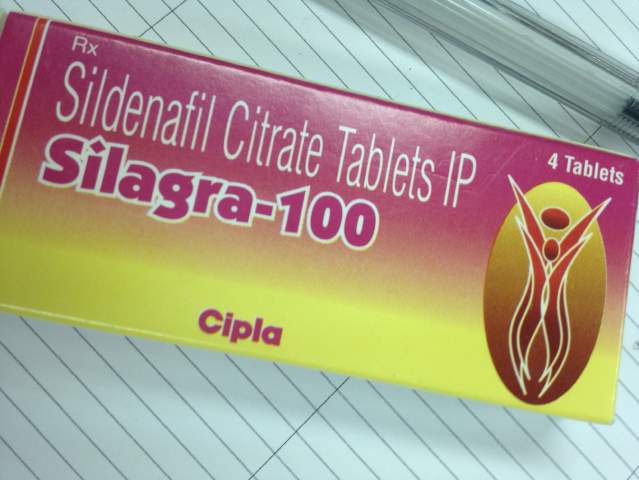 Rx
Sildenafil Citrate Tablets IP
Silagra-100
4 Tablets
Cipla